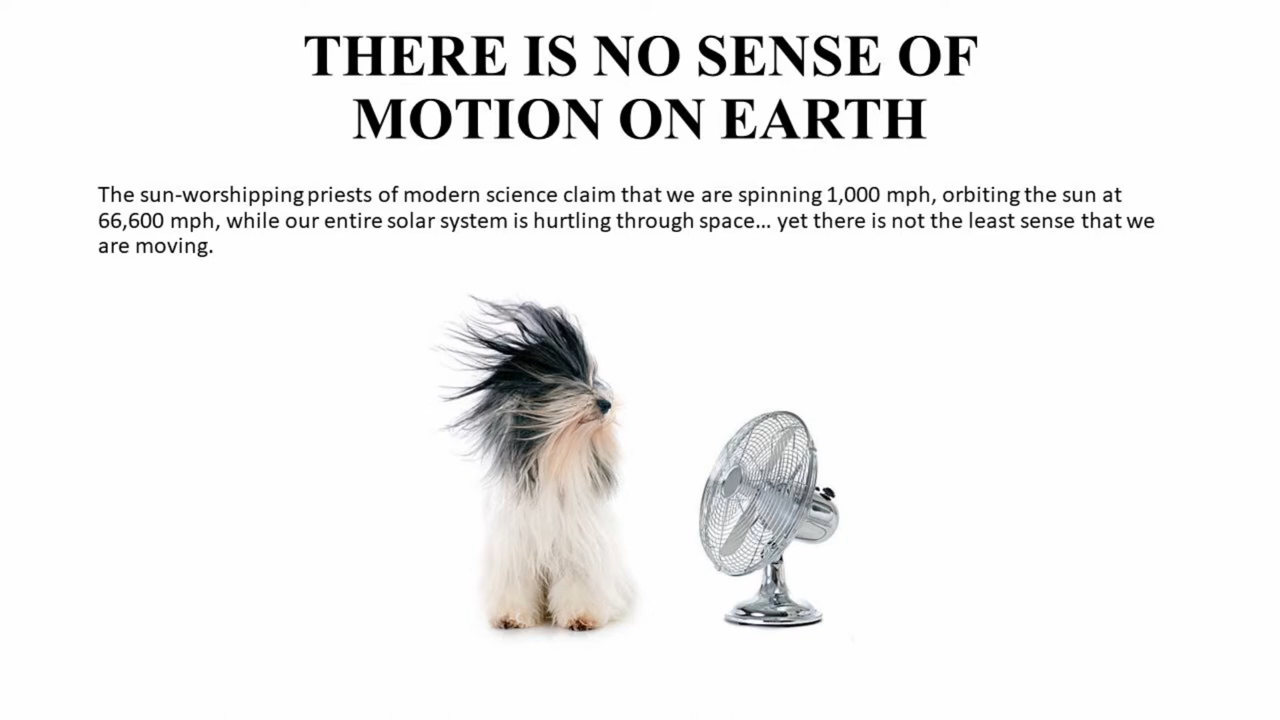 THERE IS NO SENSE OF
MOTION ON EARTH
The sun-worshipping priests of modern science claim that we are spinning 1,000 mph, orbiting the sun at
66,600 mph, while our entire solar system is hurtling through space... yet there is not the least sense that we
are moving.